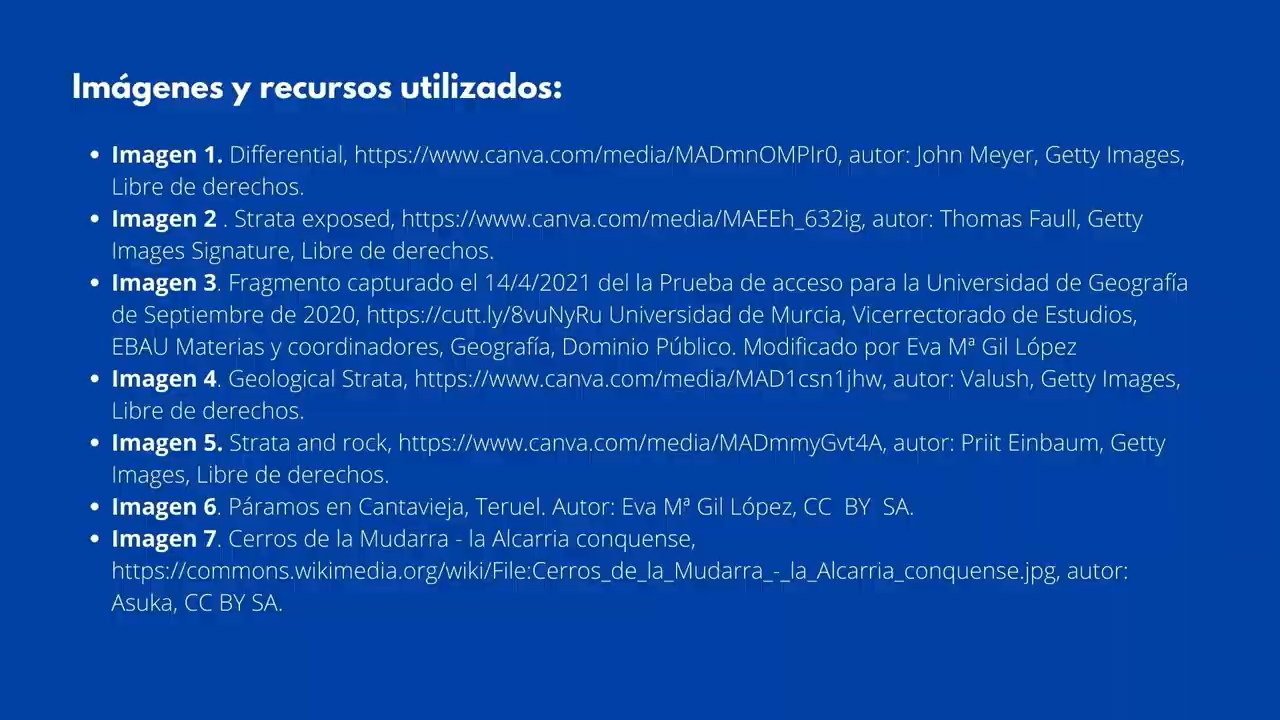 Imágenes y recursos utilizados:
• Imagen 1. Differential, https://www.canva.com/media/MADmnOMPIr0, autor: John Meyer, Getty Images,
Libre de derechos.
• Imagen 2 . Strata exposed, https://www.canva.com/media/MAEEh_632ig, autor: Thomas Faull, Getty
Images Signature, Libre de derechos.
• Imagen 3. Fragmento capturado el 14/4/2021 del la Prueba de acceso para la Universidad de Geografía
de Septiembre de 2020, https://cutt.ly/8vuNyRu Universidad de Murcia, Vicerrectorado de Estudios,
EBAU Materias y coordinadores, Geografía, Dominio Público. Modificado por Eva Mª Gil López
• Imagen 4. Geological Strata, https://www.canva.com/media/MAD1csn1jhw, autor: Valush, Getty Images,
Libre de derechos.
• Imagen 5. Strata and rock, https://www.canva.com/media/MADmmyGvt4A, autor: Priit Einbaum, Getty
Images, Libre de derechos.
• Imagen 6. Páramos en Cantavieja, Teruel. Autor: Eva Mª Gil López, CC BY SA.
• Imagen 7. Cerros de la Mudarra - la Alcarria conquense,
https://commons.wikimedia.org/wiki/File:Cerros_de_la_Mudarra_-_la_Alcarria_conquense.jpg, autor:
Asuka, CC BY SA.